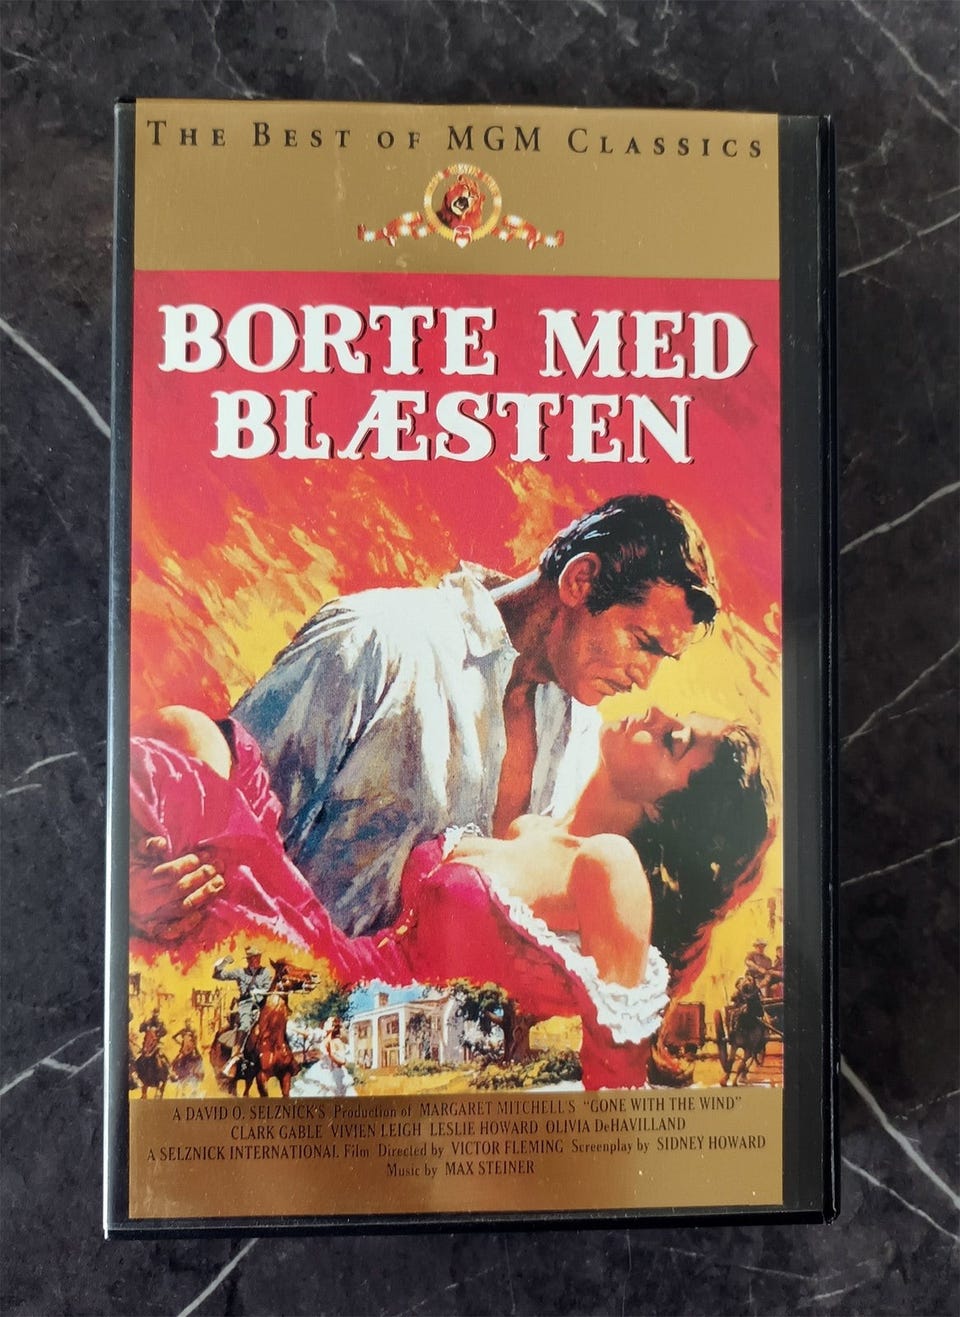 THE BEST OF MGM CLASSICS
BORTE MED
BLÆSTEN
A DAVID O. SELZNICK'S Production of MARGARET MITCHELL'S "GONE WITH THE WIND"
CLARK GABLE VIVIEN LEIGH LESLIE HOWARD OLIVIA DeHAVILLAND
A SELZNICK INTERNATIONAL Film Directed by VICTOR FLEMING Screenplay by SIDNEY HOWARD
Music by MAX STEINER